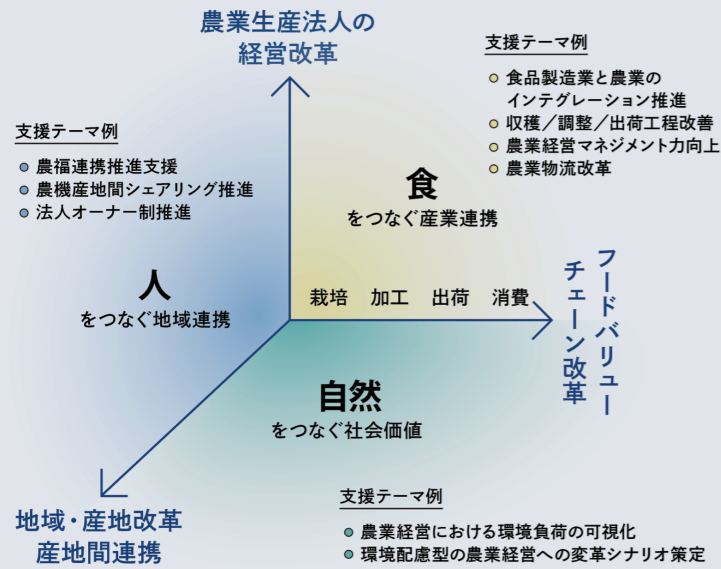 農業生産法人の
経営改革
支援テーマ例
食品製造業と農業の
インテグレーション推進
収穫／調整／出荷工程改善
農業経営マネジメント力向上
農業物流改革
支援テーマ例
農福連携推進支援
農機産地間シェアリング推進
法人オーナー制推進
食
をつなぐ産業連携
人
をつなぐ地域連携
栽培 加工 出荷 消費
フードバリュー
チェーン改革
自然
をつなぐ社会価値
地域・産地改革
産地間連携
支援テーマ例
農業経営における環境負荷の可視化
環境配慮型の農業経営への変革シナリオ策定